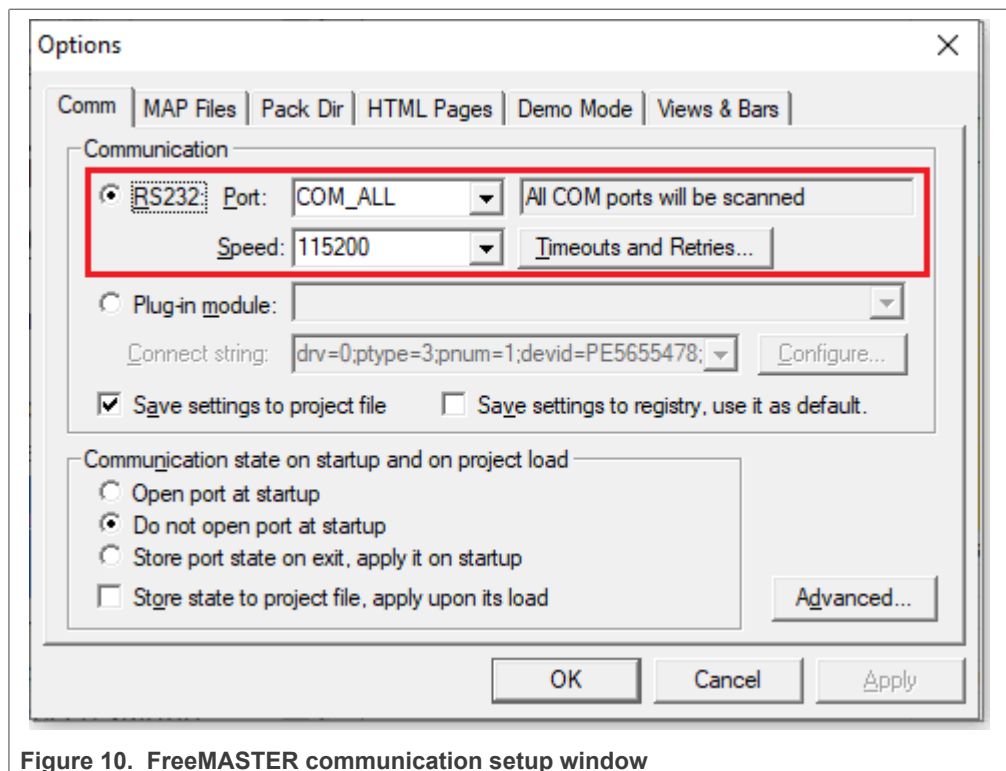 Options
Comm MAP Files Pack Dir HTML Pages Demo Mode Views & Bars
Communication
RS232: Port: COM_ALL All COM ports will be scanned
Speed: 115200 Timeouts and Retries...
Plug-in module:
Connect string: drv=0;ptype=3;pnum=1;devid=PE5655478; Configure...
Save settings to project file Save settings to registry, use it as default.
Communication state on startup and on project load
Open port at startup
Do not open port at startup
Store port state on exit, apply it on startup
Store state to project file, apply upon its load Advanced...
OK Cancel Apply
Figure 10. FreeMASTER communication setup window